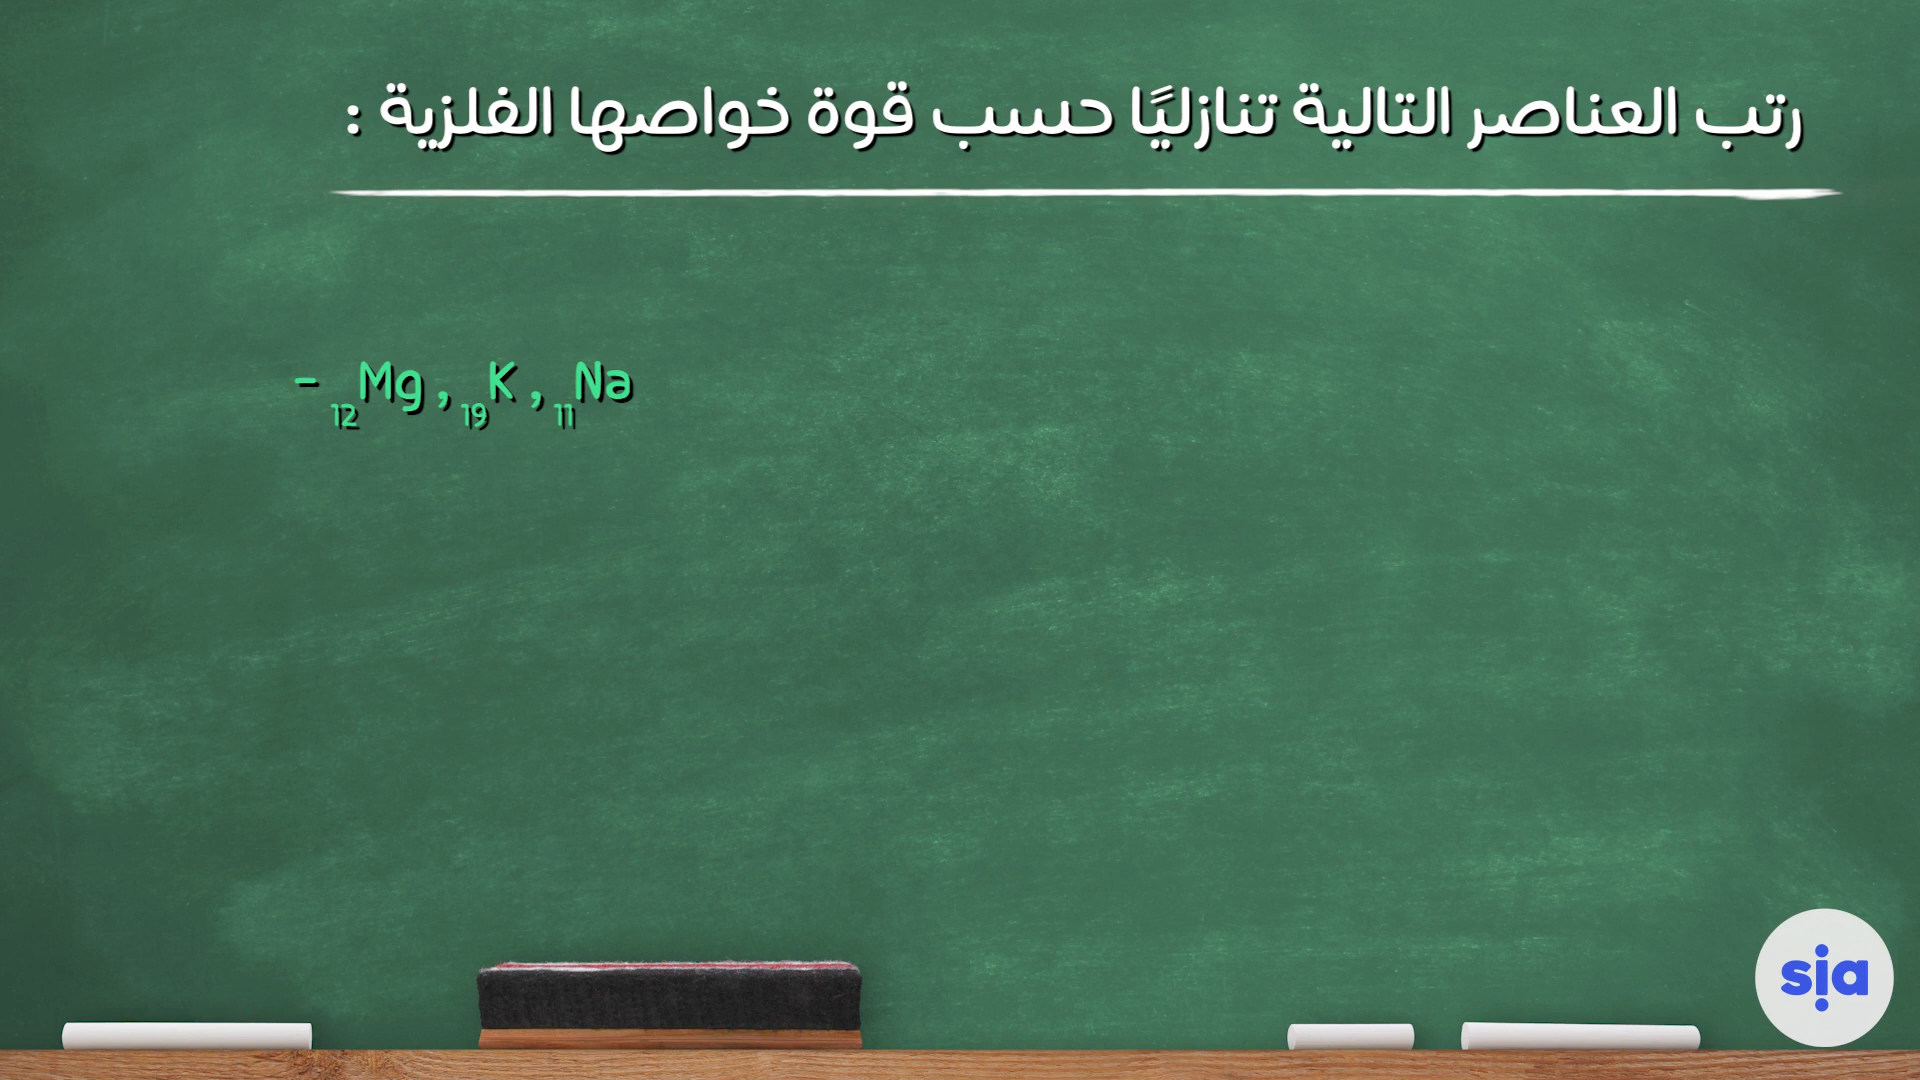 رتب العناصر التالية تنازليًا حسب قوة خواصها الفلزية :
- ₁₂Mg , ₁₉K , ₁₁Na
sia